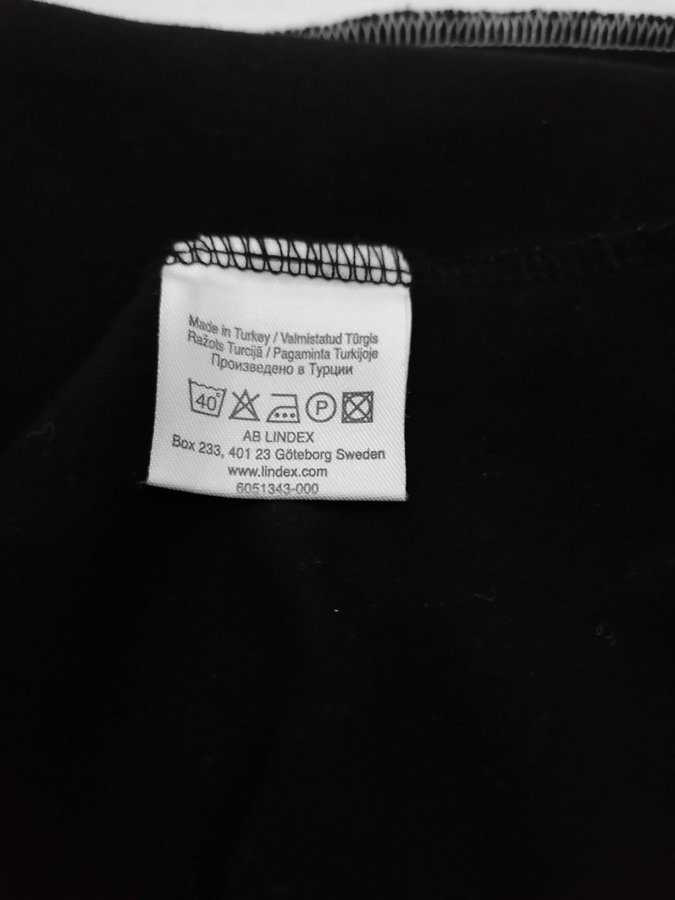 Made in Turkey / Valmistatud Türgis
Ražots Turcijā / Pagaminta Turkijoje
Произведено в Турции
40° P
AB LINDEX
Box 233, 401 23 Göteborg Sweden
www.lindex.com
6051343-000